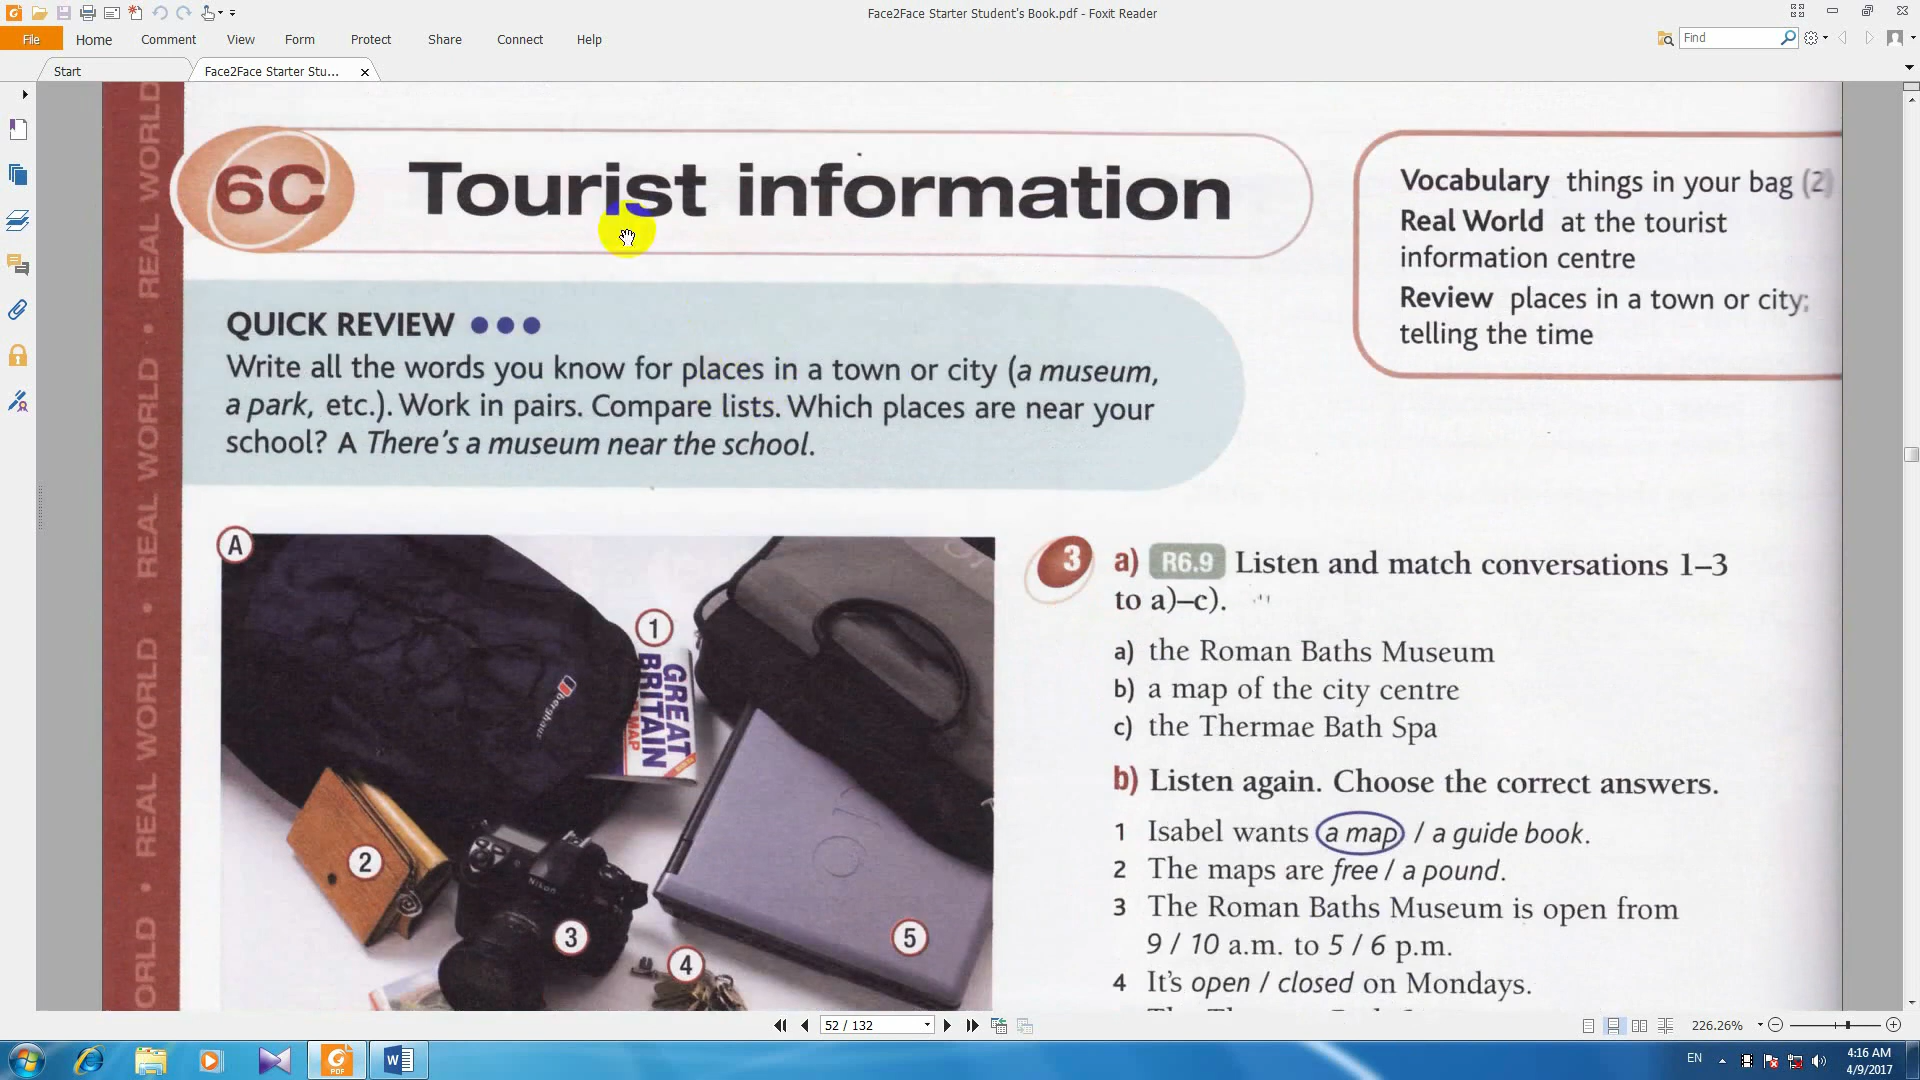 Face2Face Starter Student's Book.pdf - Foxit Reader
File Home Comment View Form Protect Share Connect Help
Find
Start
Face2Face Starter Stu...
REAL WORLD • REAL WORLD • REAL WORLD •
6C Tourist information
Vocabulary things in your bag (2)
Real World at the tourist
information centre
Review places in a town or city;
telling the time
QUICK REVIEW
Write all the words you know for places in a town or city (a museum,
a park, etc.). Work in pairs. Compare lists. Which places are near your
school? A There's a museum near the school.
A
1
GREAT
BRITAIN
MAP
berghaus
2
Nikon
3
4
5
3 a) R6.9 Listen and match conversations 1–3
to a)–c).
a) the Roman Baths Museum
b) a map of the city centre
c) the Thermae Bath Spa
b) Listen again. Choose the correct answers.
1 Isabel wants a map / a guide book.
2 The maps are free / a pound.
3 The Roman Baths Museum is open from
9 / 10 a.m. to 5 / 6 p.m.
4 It's open / closed on Mondays.
52 / 132
226.26%
EN
4:16 AM
4/9/2017